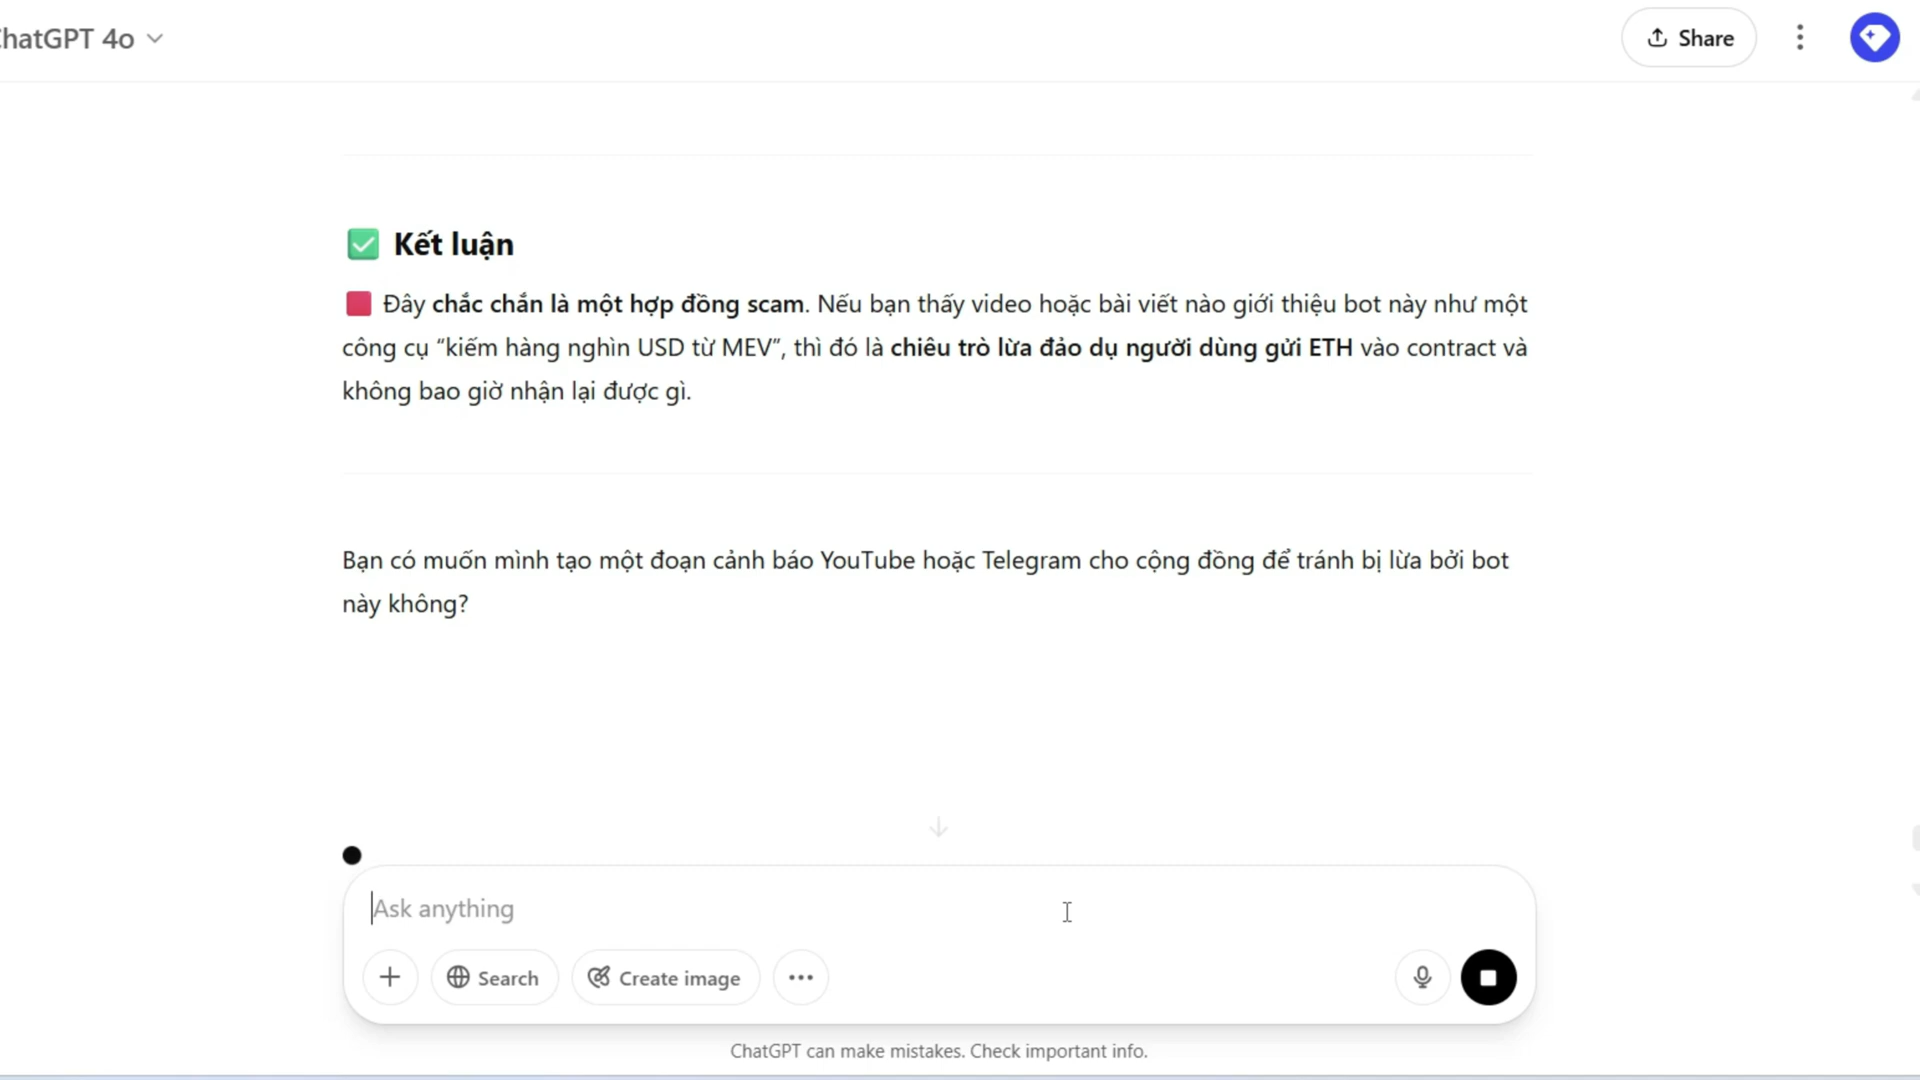 hatGPT 4o
Share
Kết luận
Đây chắc chắn là một hợp đồng scam. Nếu bạn thấy video hoặc bài viết nào giới thiệu bot này như một
công cụ “kiếm hàng nghìn USD từ MEV”, thì đó là chiêu trò lừa đảo dụ người dùng gửi ETH vào contract và
không bao giờ nhận lại được gì.
Bạn có muốn mình tạo một đoạn cảnh báo YouTube hoặc Telegram cho cộng đồng để tránh bị lừa bởi bot
này không?
Ask anything
Search
Create image
ChatGPT can make mistakes. Check important info.